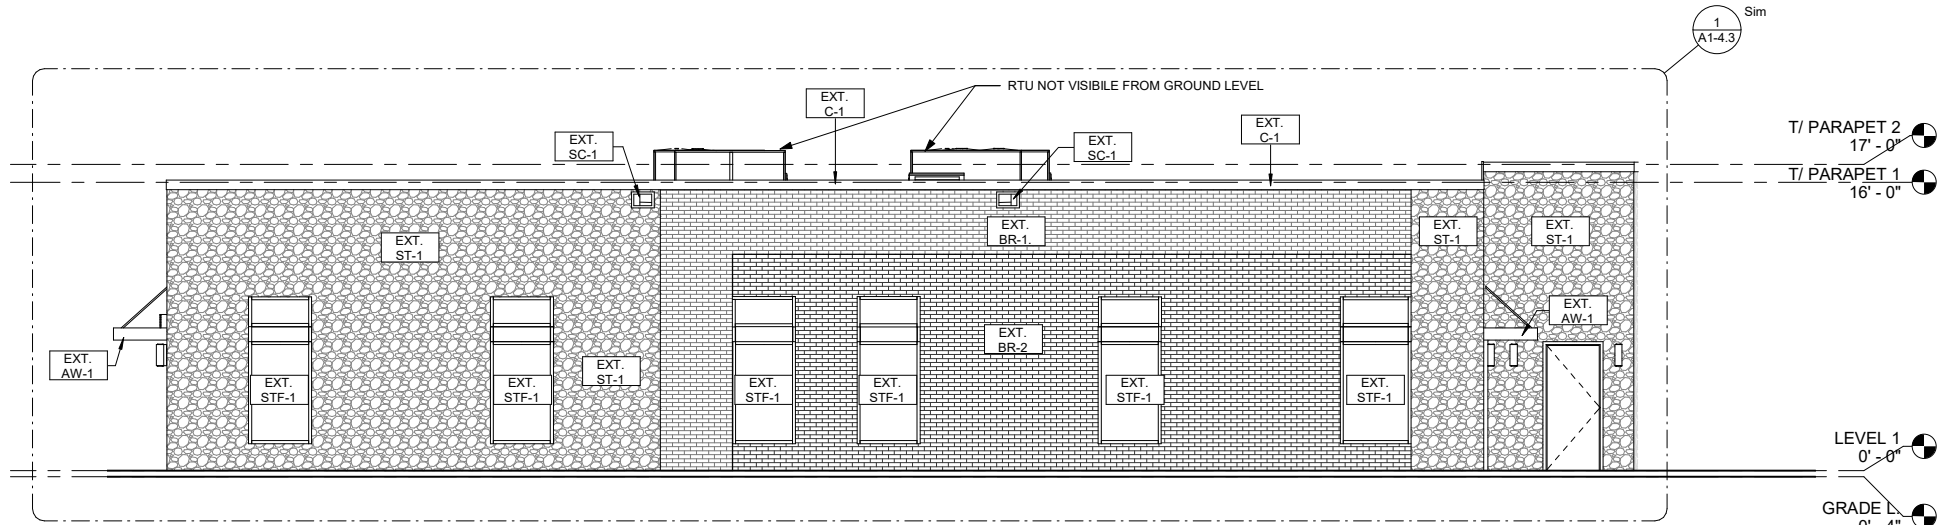 1
A1-4.3
Sim
RTU NOT VISIBILE FROM GROUND LEVEL
EXT.
C-1
EXT.
C-1
EXT.
SC-1
EXT.
SC-1
T/ PARAPET 2
17' - 0"
T/ PARAPET 1
16' - 0"
EXT.
ST-1
EXT.
BR-1.
EXT.
ST-1
EXT.
ST-1
EXT.
AW-1
EXT.
BR-2
EXT.
AW-1
EXT.
ST-1
EXT.
STF-1
EXT.
STF-1
EXT.
STF-1
EXT.
STF-1
EXT.
STF-1
EXT.
STF-1
LEVEL 1
0' - 0"
GRADE L.
0' - 4"